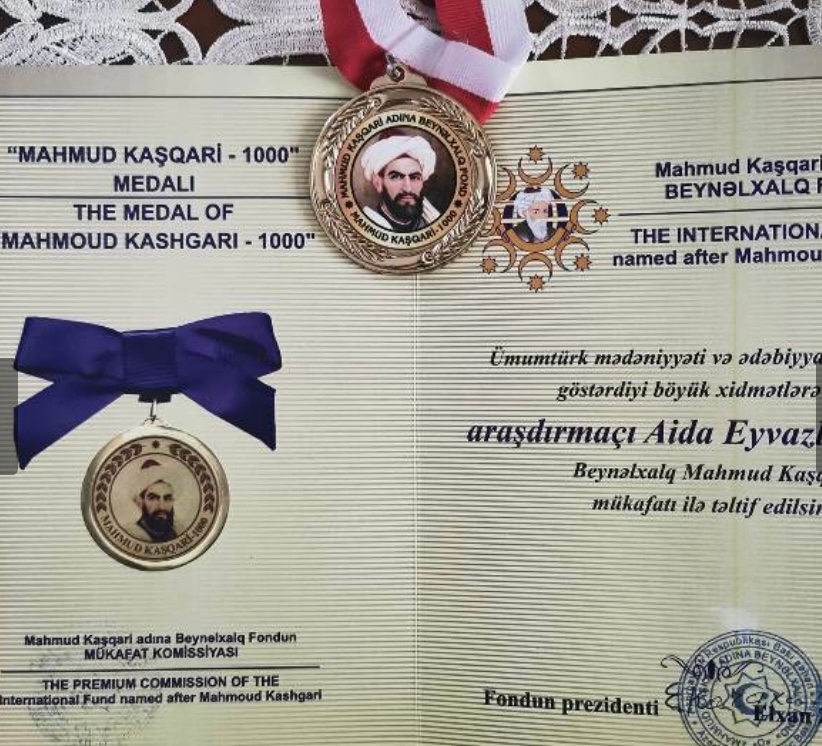 "MAHMUD KAŞQARİ - 1000"
MEDALI
THE MEDAL OF
MAHMOUD KASHGARI - 1000"
MAHMUD KAŞQARİ ADINA BEYNƏLXALQ FOND
MAHMUD KAŞQARİ-1000
MAHMUD KAŞQARİ-1000
Mahmud Kaşqari adına Beynəlxalq Fondun
MÜKAFAT KOMİSSİYASI
THE PREMIUM COMMISSION OF THE
International Fund named after Mahmoud Kashgari
Mahmud Kaşqari
BEYNƏLXALQ F
THE INTERNATIONA
named after Mahmou
Ümumtürk mədəniyyəti və ədəbiyya
göstərdiyi böyük xidmətlərə
araşdırmaçı Aida Eyvazl
Beynəlxalq Mahmud Kaşq
mükafatı ilə təltif edilsin
Fondun prezidenti
Elxan